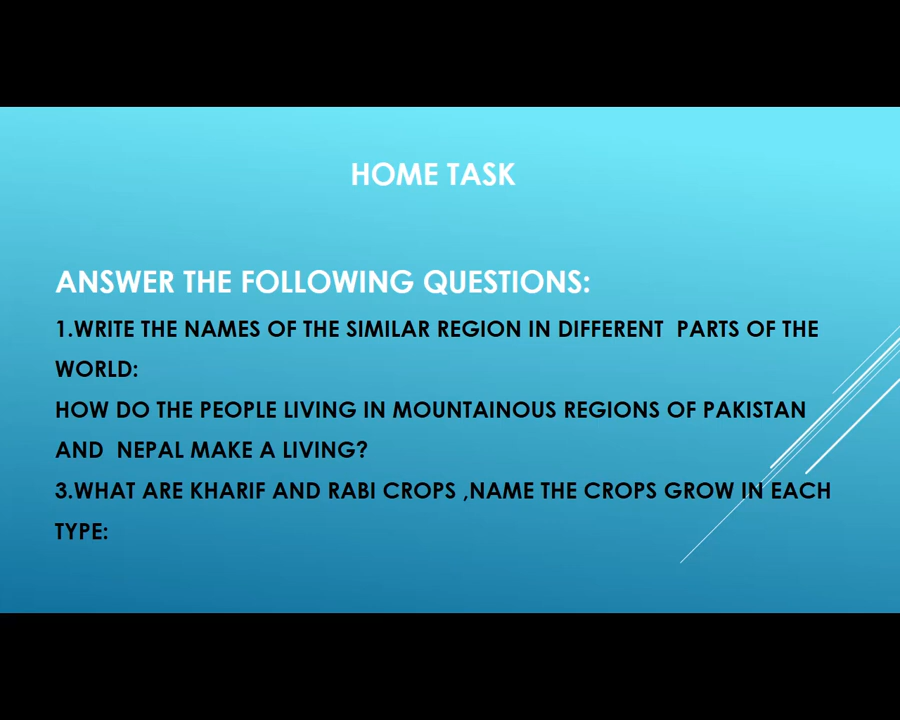 HOME TASK
ANSWER THE FOLLOWING QUESTIONS:
1.WRITE THE NAMES OF THE SIMILAR REGION IN DIFFERENT  PARTS OF THE
WORLD:
HOW DO THE PEOPLE LIVING IN MOUNTAINOUS REGIONS OF PAKISTAN
AND  NEPAL MAKE A LIVING?
3.WHAT ARE KHARIF AND RABI CROPS ,NAME THE CROPS GROW IN EACH
TYPE: